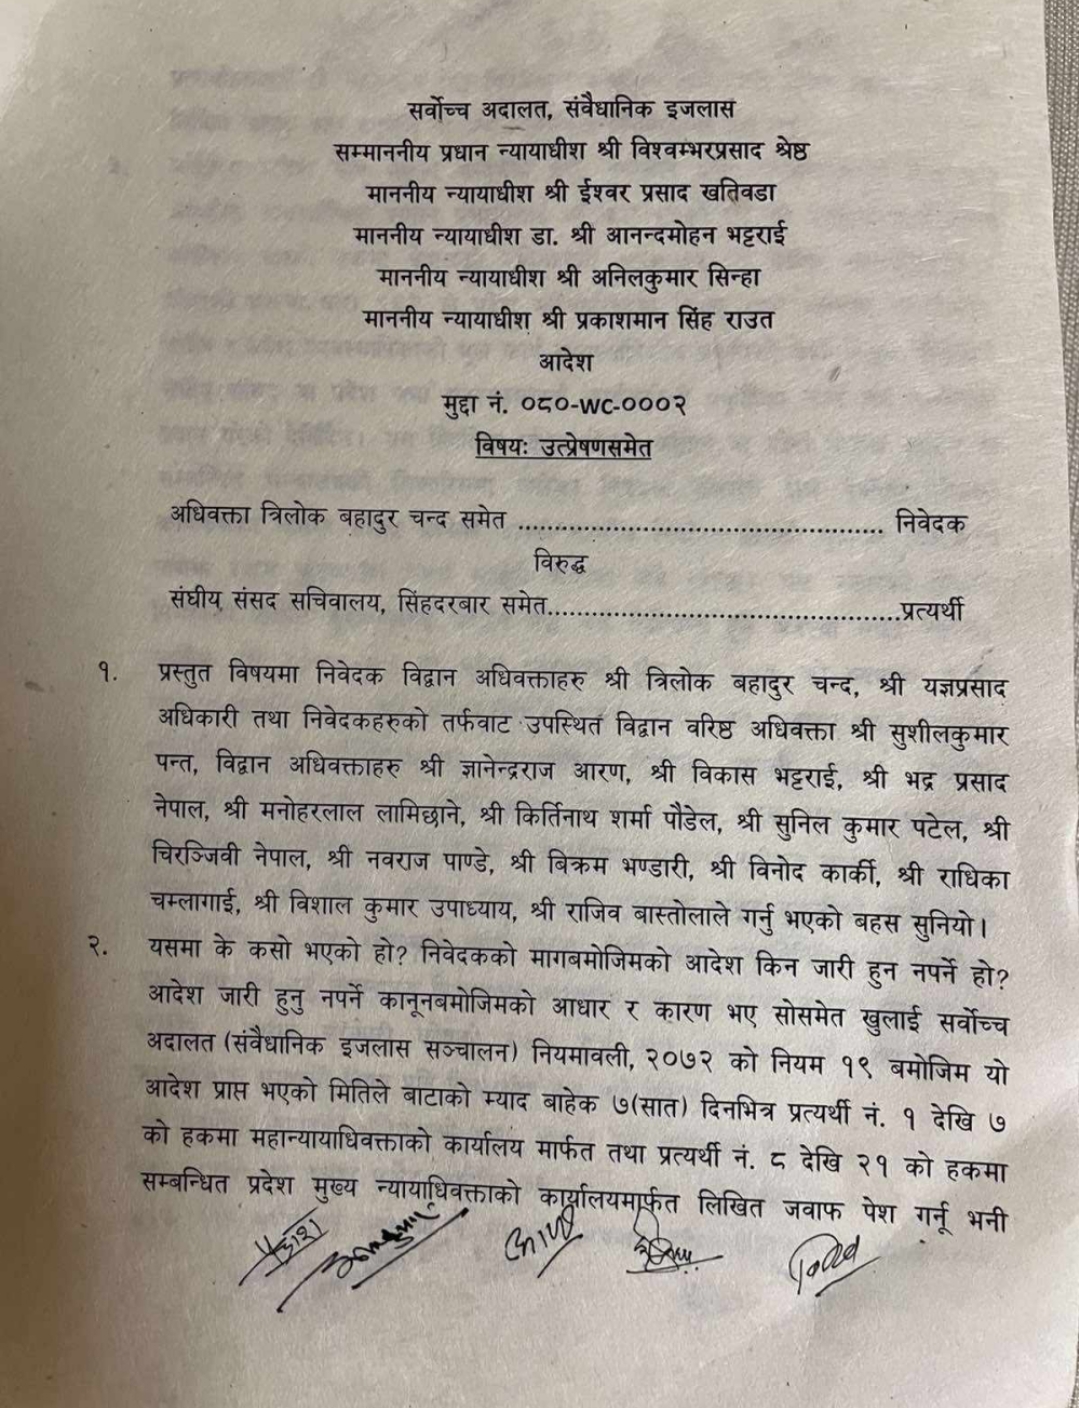 सर्वोच्च अदालत, संवैधानिक इजलास
सम्माननीय प्रधान न्यायाधीश श्री विश्वम्भरप्रसाद श्रेष्ठ
माननीय न्यायाधीश श्री ईश्वर प्रसाद खतिवडा
माननीय न्यायाधीश डा. श्री आनन्दमोहन भट्टराई
माननीय न्यायाधीश श्री अनिलकुमार सिन्हा
माननीय न्यायाधीश श्री प्रकाशमान सिंह राउत
आदेश
मुद्दा नं. ०८०-WC-०००२
विषयः उत्प्रेषणसमेत
अधिवक्ता त्रिलोक बहादुर चन्द समेत .................................................. निवेदक
विरुद्ध
संघीय संसद सचिवालय, सिंहदरबार समेत................................................प्रत्यर्थी
१. प्रस्तुत विषयमा निवेदक विद्वान अधिवक्ताहरु श्री त्रिलोक बहादुर चन्द, श्री यज्ञप्रसाद
अधिकारी तथा निवेदकहरुको तर्फवाट उपस्थित विद्वान वरिष्ठ अधिवक्ता श्री सुशीलकुमार
पन्त, विद्वान अधिवक्ताहरु श्री ज्ञानेन्द्रराज आरण, श्री विकास भट्टराई, श्री भद्र प्रसाद
नेपाल, श्री मनोहरलाल लामिछाने, श्री किर्तिनाथ शर्मा पौडेल, श्री सुनिल कुमार पटेल, श्री
चिरञ्जिवी नेपाल, श्री नवराज पाण्डे, श्री बिक्रम भण्डारी, श्री विनोद कार्की, श्री राधिका
चम्लागाई, श्री विशाल कुमार उपाध्याय, श्री राजिव बास्तोलाले गर्नु भएको बहस सुनियो।
२. यसमा के कसो भएको हो? निवेदकको मागबमोजिमको आदेश किन जारी हुन नपर्ने हो?
आदेश जारी हुनु नपर्ने कानूनबमोजिमको आधार र कारण भए सोसमेत खुलाई सर्वोच्च
अदालत (संवैधानिक इजलास सञ्चालन) नियमावली, २०७२ को नियम १९ बमोजिम यो
आदेश प्राप्त भएको मितिले बाटाको म्याद बाहेक ७(सात) दिनभित्र प्रत्यर्थी नं. १ देखि ७
को हकमा महान्यायाधिवक्ताको कार्यालय मार्फत तथा प्रत्यर्थी नं. ८ देखि २१ को हकमा
सम्बन्धित प्रदेश मुख्य न्यायाधिवक्ताको कार्यालयमार्फत लिखित जवाफ पेश गर्नू भनी